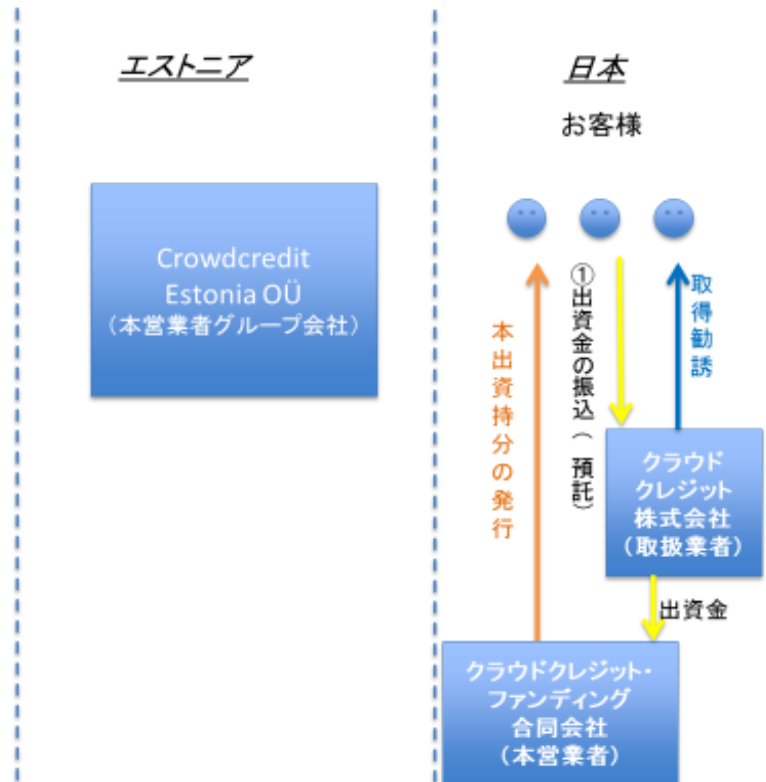 エストニア
日本
お客様
Crowdcredit
Estonia OÜ
（本営業者グループ会社）
本出資持分の発行
①出資金の振込（預託）
取得勧誘
クラウド
クレジット
株式会社
（取扱業者）
出資金
クラウドクレジット・
ファンディング
合同会社
（本営業者）